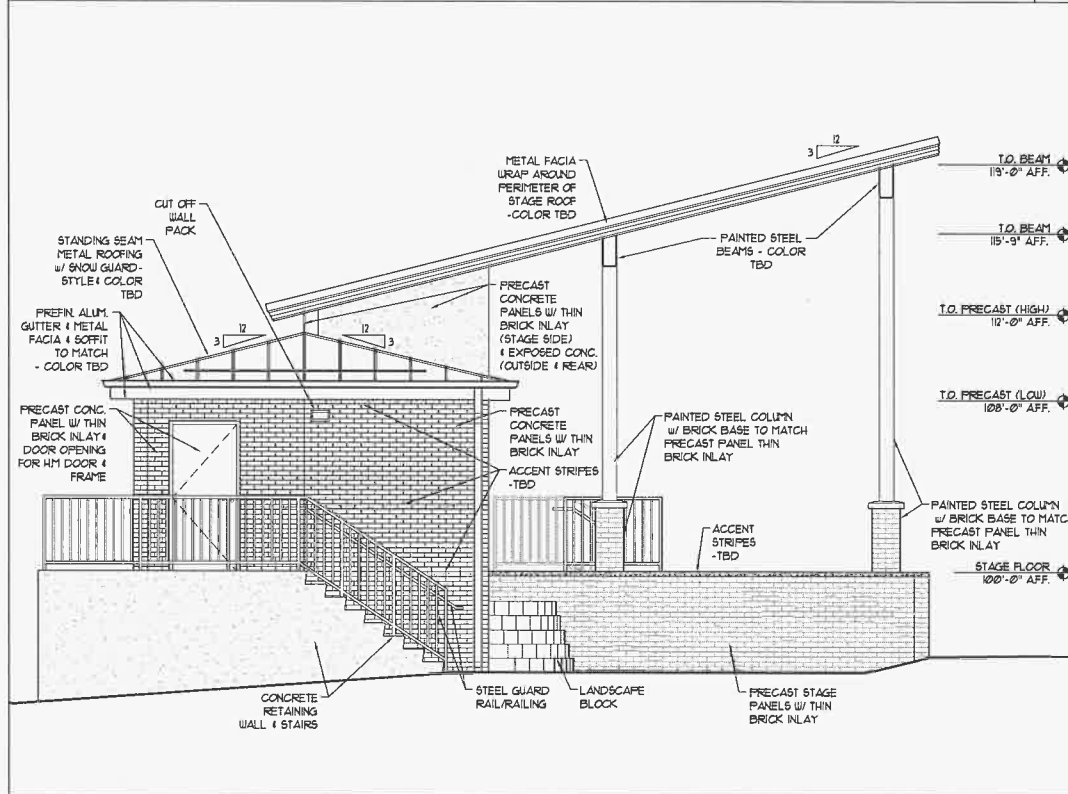 12
3
METAL FACIA
WRAP AROUND
PERIMETER OF
STAGE ROOF
-COLOR TBD
T.O. BEAM
119'-0" AFF.
CUT OFF
WALL
PACK
STANDING SEAM
METAL ROOFING
W/ SNOW GUARD-
STYLE & COLOR
TBD
PAINTED STEEL
BEAMS - COLOR
TBD
T.O. BEAM
115'-9" AFF.
PREFIN. ALUM.
GUTTER & METAL
FACIA & SOFFIT
TO MATCH
- COLOR TBD
12
3
12
3
PRECAST
CONCRETE
PANELS W/ THIN
BRICK INLAY
(STAGE SIDE)
& EXPOSED CONC.
(OUTSIDE & REAR)
T.O. PRECAST (HIGH)
112'-0" AFF.
PRECAST CONC.
PANEL W/ THIN
BRICK INLAY &
DOOR OPENING
FOR HM DOOR &
FRAME
PRECAST
CONCRETE
PANELS W/ THIN
BRICK INLAY
ACCENT STRIPES
-TBD
PAINTED STEEL COLUMN
W/ BRICK BASE TO MATCH
PRECAST PANEL THIN
BRICK INLAY
T.O. PRECAST (LOW)
108'-0" AFF.
PAINTED STEEL COLUMN
W/ BRICK BASE TO MATC
PRECAST PANEL THIN
BRICK INLAY
ACCENT
STRIPES
-TBD
STAGE FLOOR
100'-0" AFF.
CONCRETE
RETAINING
WALL & STAIRS
STEEL GUARD
RAIL/RAILING
LANDSCAPE
BLOCK
PRECAST STAGE
PANELS W/ THIN
BRICK INLAY